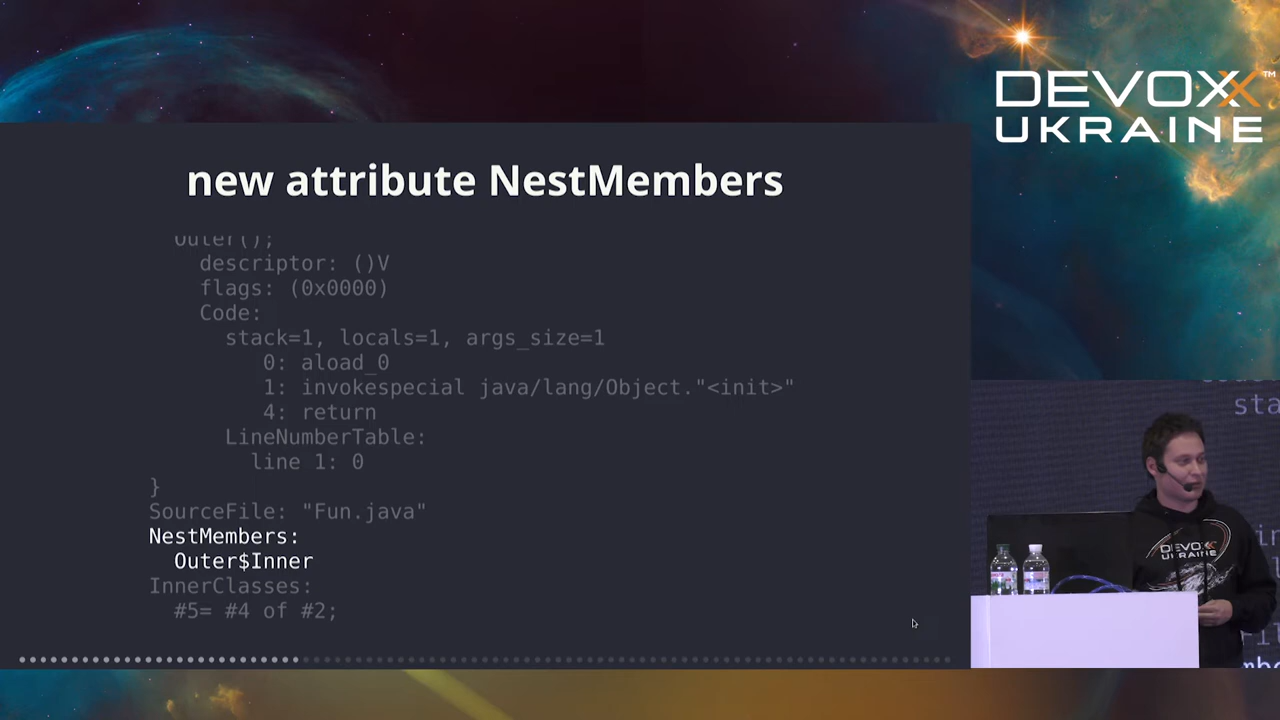 DEVOXX™
UKRAINE
new attribute NestMembers
Outer();
descriptor: ()V
flags: (0x0000)
Code:
stack=1, locals=1, args_size=1
0: aload_0
1: invokespecial java/lang/Object."<init>"
4: return
LineNumberTable:
line 1: 0
}
SourceFile: "Fun.java"
NestMembers:
Outer$Inner
InnerClasses:
#5= #4 of #2;
sta
DEVOXX
UKRAINE